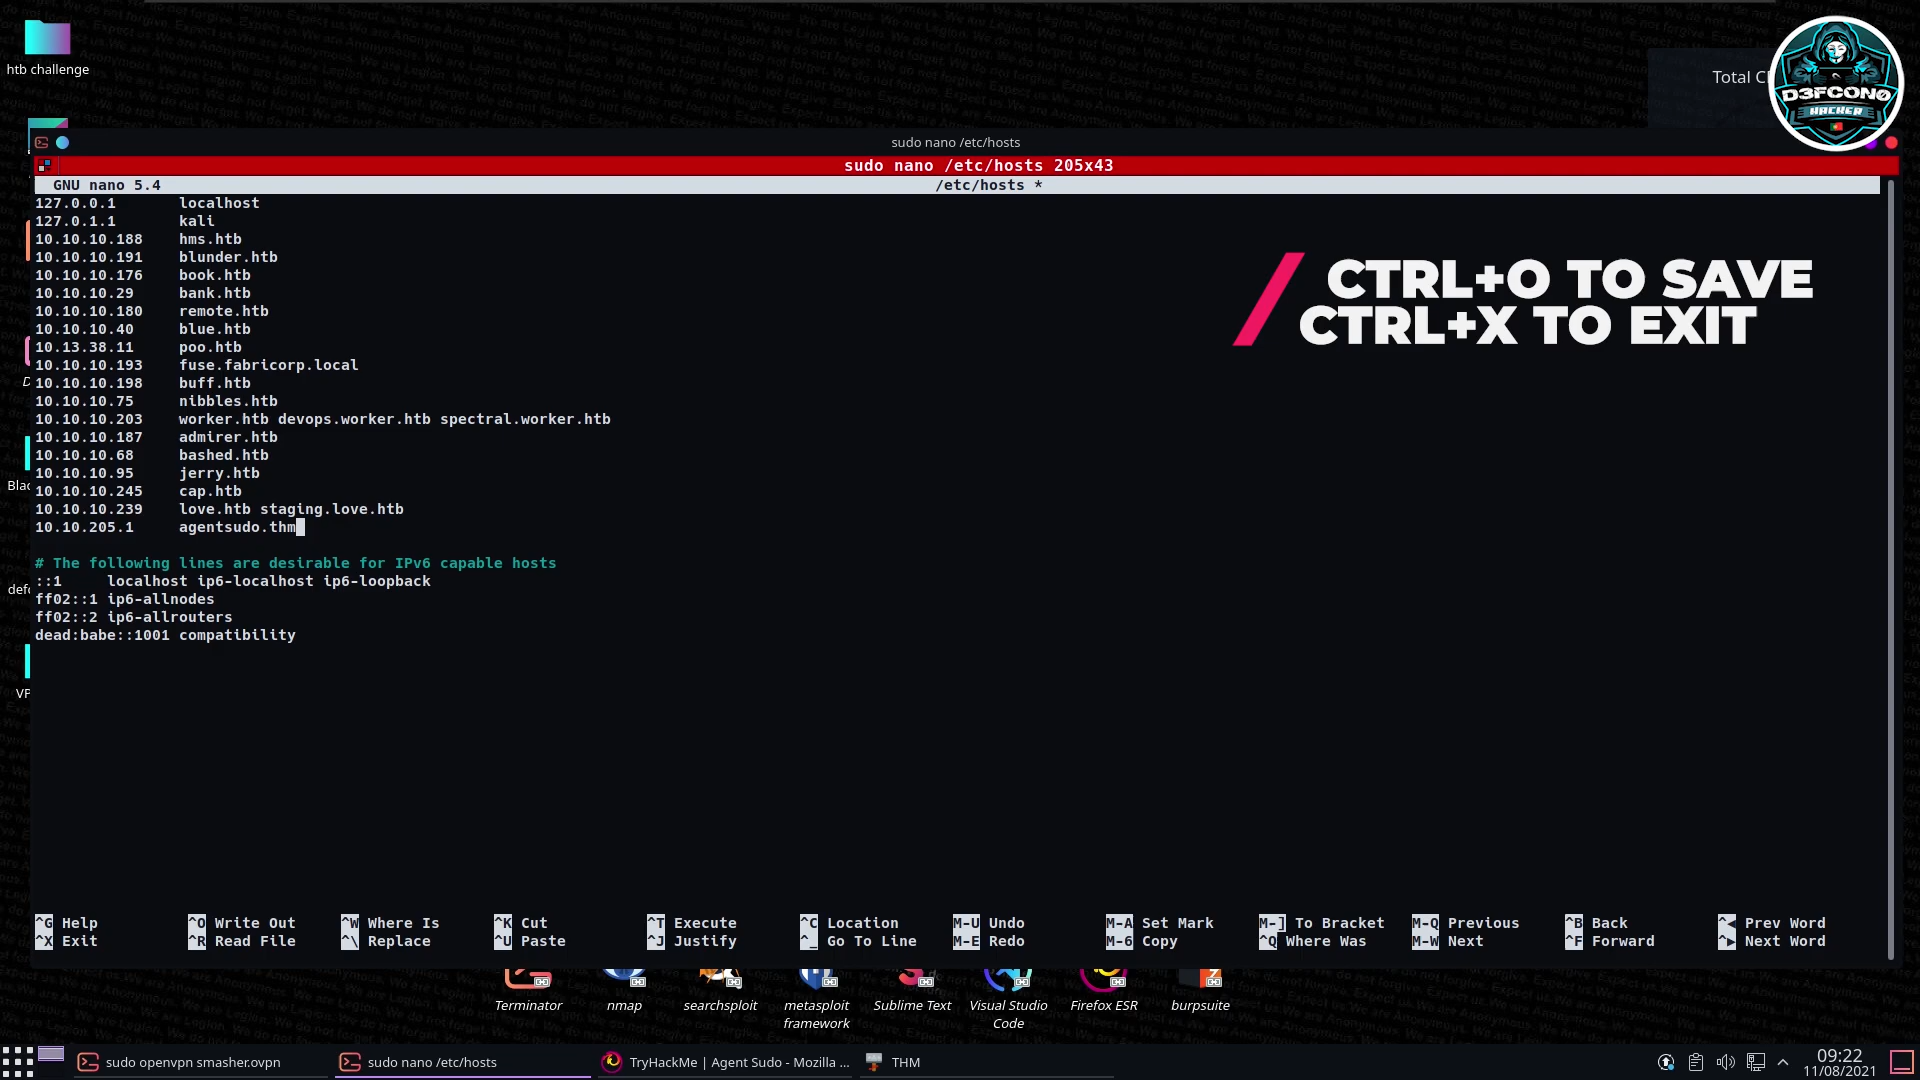 htb challenge
Total C
D3FCON0
HACKER
sudo nano /etc/hosts
sudo nano /etc/hosts 205x43
GNU nano 5.4 /etc/hosts *
127.0.0.1 localhost
127.0.1.1 kali
10.10.10.188 hms.htb
10.10.10.191 blunder.htb
10.10.10.176 book.htb
10.10.10.29 bank.htb
10.10.10.180 remote.htb
10.10.10.40 blue.htb
10.13.38.11 poo.htb
10.10.10.193 fuse.fabricorp.local
10.10.10.198 buff.htb
10.10.10.75 nibbles.htb
10.10.10.203 worker.htb devops.worker.htb spectral.worker.htb
10.10.10.187 admirer.htb
10.10.10.68 bashed.htb
10.10.10.95 jerry.htb
10.10.10.245 cap.htb
10.10.10.239 love.htb staging.love.htb
10.10.205.1 agentsudo.thm
# The following lines are desirable for IPv6 capable hosts
::1 localhost ip6-localhost ip6-loopback
ff02::1 ip6-allnodes
ff02::2 ip6-allrouters
dead:babe::1001 compatibility
CTRL+O TO SAVE
CTRL+X TO EXIT
D
Blac
defc
VP
^G Help ^O Write Out ^W Where Is ^K Cut ^T Execute ^C Location M-U Undo M-A Set Mark M-] To Bracket M-Q Previous ^B Back ^◀ Prev Word
^X Exit ^R Read File ^\ Replace ^U Paste ^J Justify ^_ Go To Line M-E Redo M-6 Copy ^Q Where Was M-W Next ^F Forward ^▶ Next Word
Terminator
nmap
searchsploit
metasploit
framework
Sublime Text
Visual Studio
Code
Firefox ESR
burpsuite
sudo openvpn smasher.ovpn
sudo nano /etc/hosts
TryHackMe | Agent Sudo - Mozilla ...
THM
09:22
11/08/2021